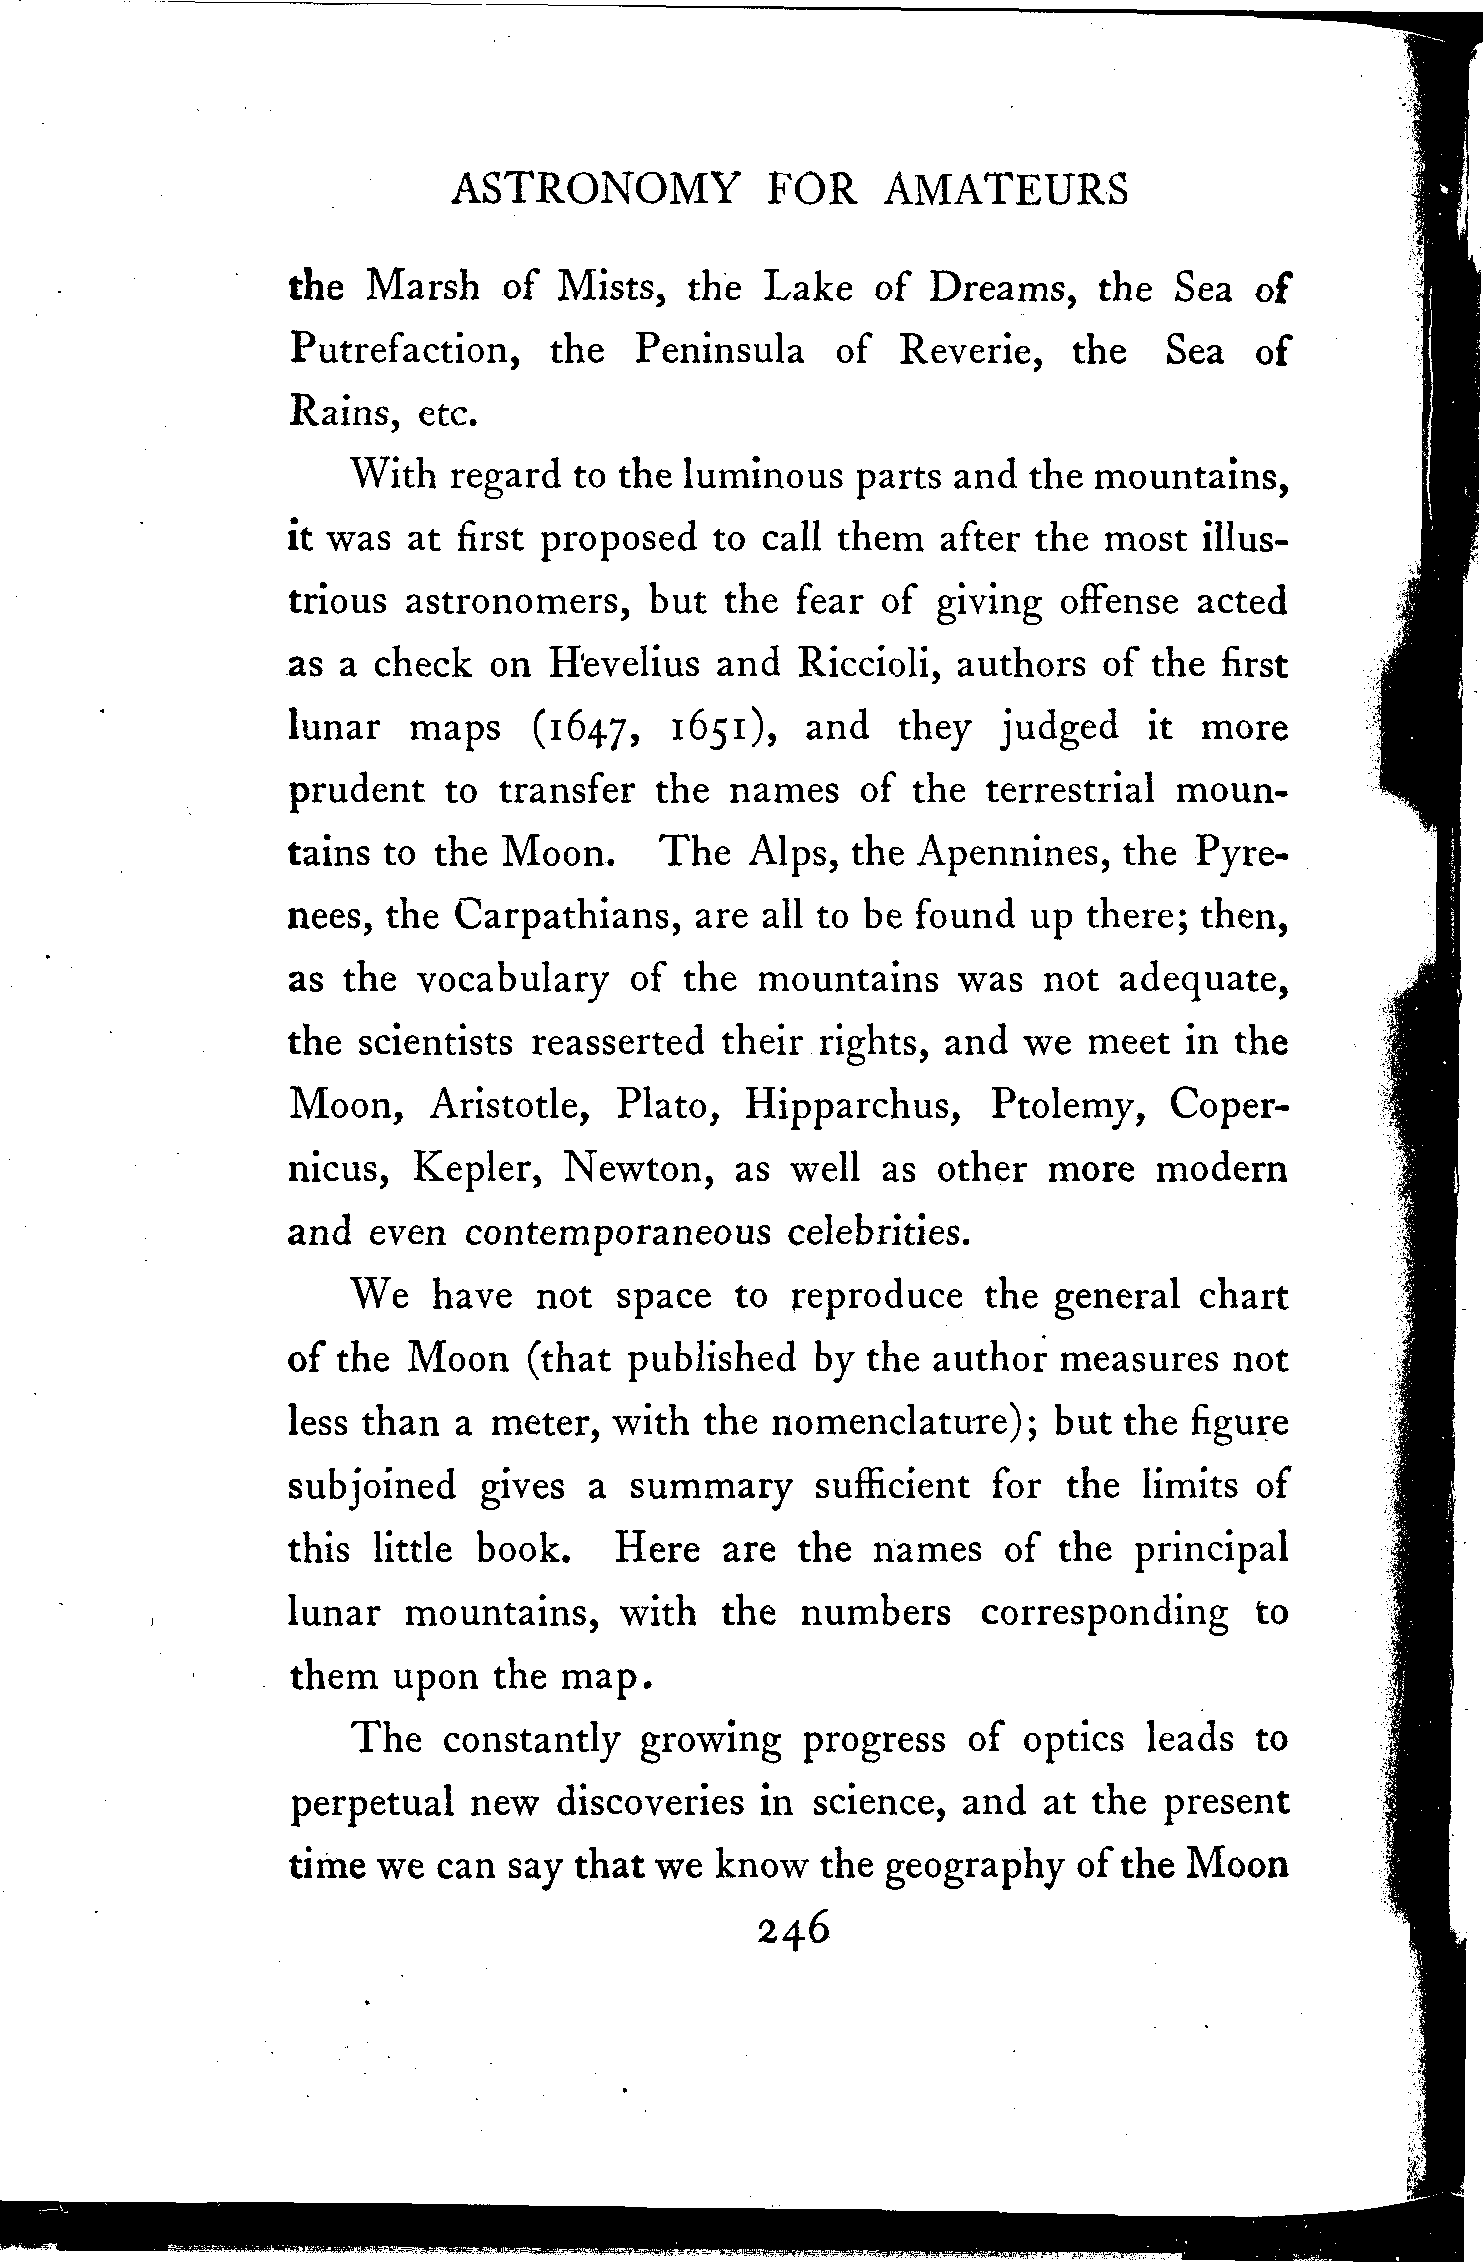 ASTRONOMY FOR AMATEURS
the Marsh of Mists, the Lake of Dreams, the Sea of
Putrefaction, the Peninsula of Reverie, the Sea of
Rains, etc.
With regard to the luminous parts and the mountains,
it was at first proposed to call them after the most illus-
trious astronomers, but the fear of giving offense acted
as a check on Hevelius and Riccioli, authors of the first
lunar maps (1647, 1651), and they judged it more
prudent to transfer the names of the terrestrial moun-
tains to the Moon. The Alps, the Apennines, the Pyre-
nees, the Carpathians, are all to be found up there; then,
as the vocabulary of the mountains was not adequate,
the scientists reasserted their rights, and we meet in the
Moon, Aristotle, Plato, Hipparchus, Ptolemy, Coper-
nicus, Kepler, Newton, as well as other more modern
and even contemporaneous celebrities.
We have not space to reproduce the general chart
of the Moon (that published by the author measures not
less than a meter, with the nomenclature); but the figure
subjoined gives a summary sufficient for the limits of
this little book. Here are the names of the principal
lunar mountains, with the numbers corresponding to
them upon the map.
The constantly growing progress of optics leads to
perpetual new discoveries in science, and at the present
time we can say that we know the geography of the Moon
246